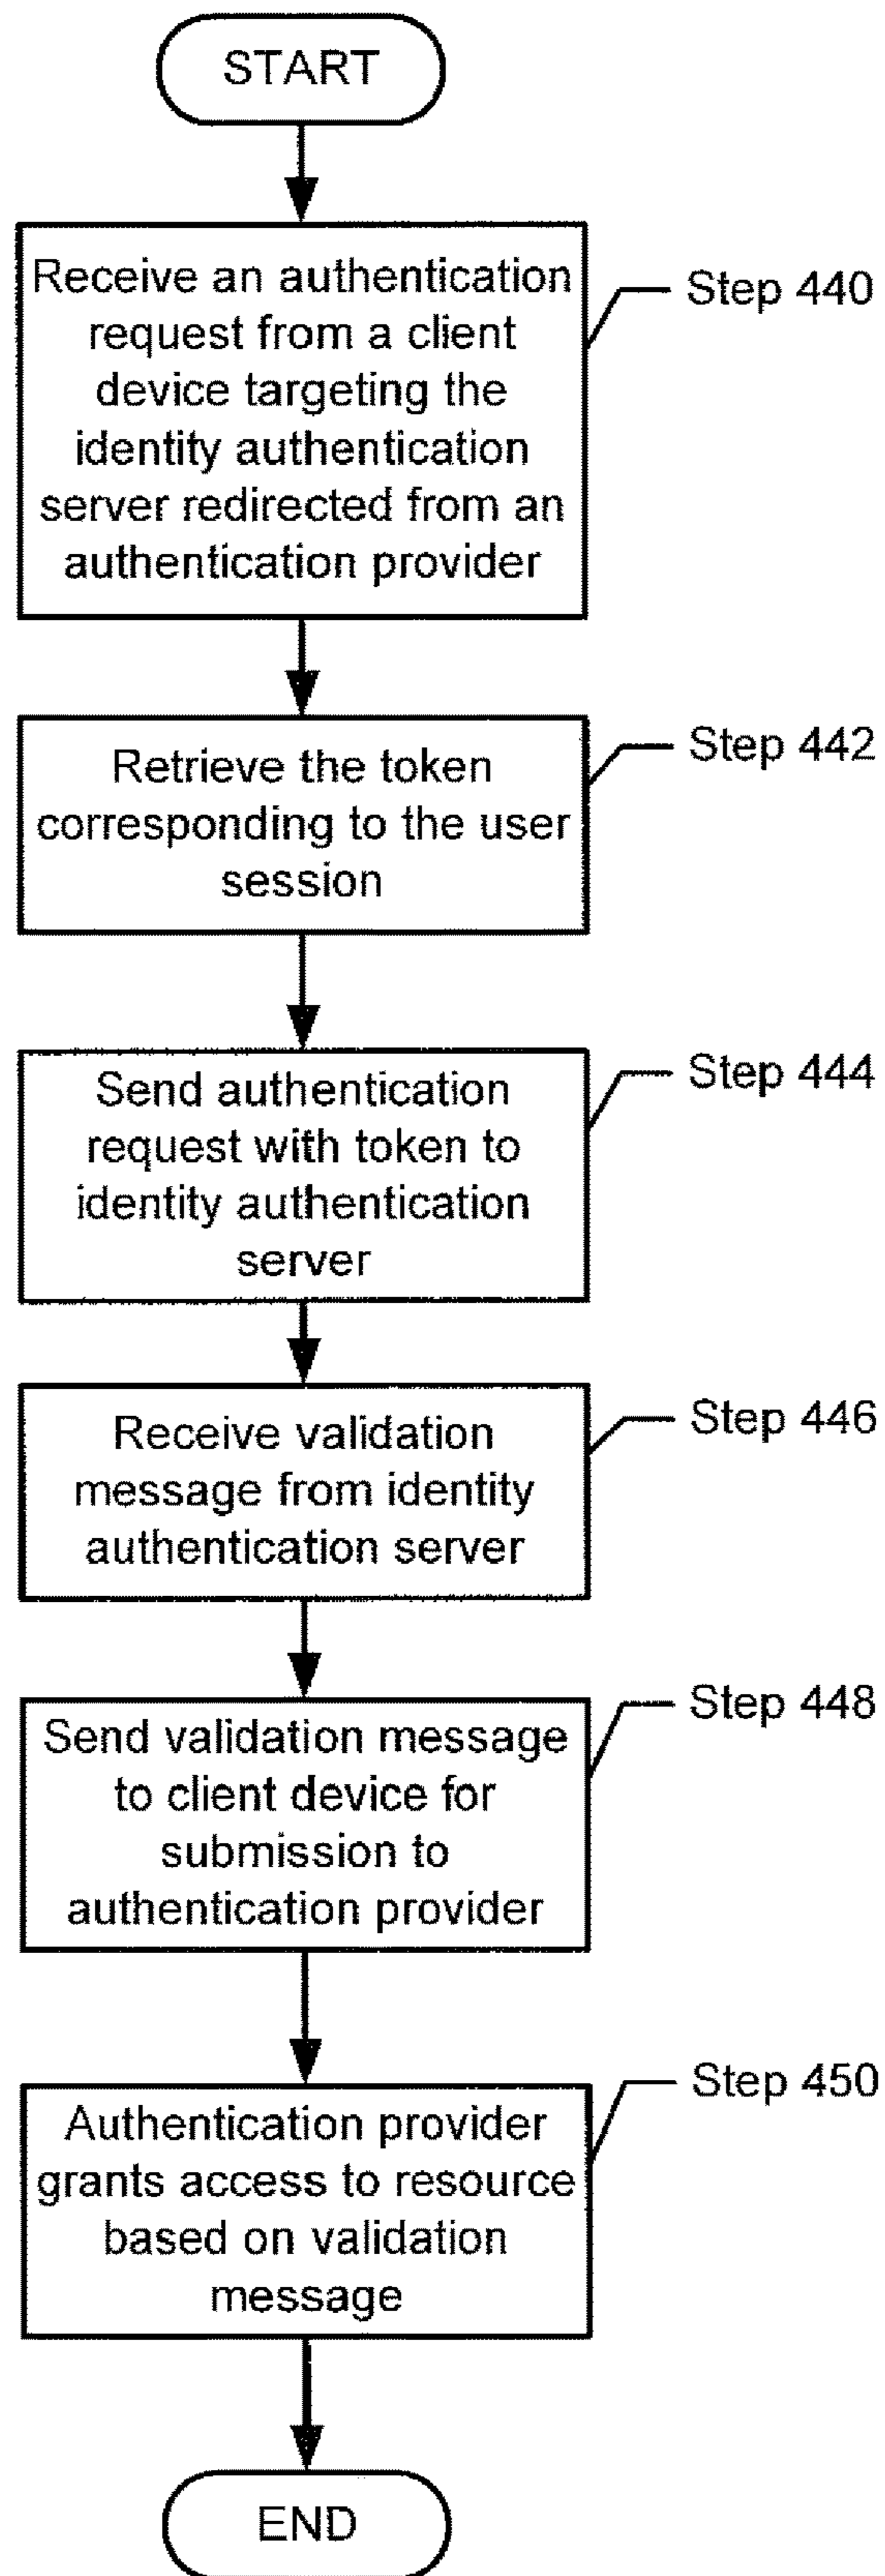 START
Receive an authentication
request from a client
device targeting the
identity authentication
server redirected from an
authentication provider
Step 440
Retrieve the token
corresponding to the user
session
Step 442
Send authentication
request with token to
identity authentication
server
Step 444
Receive validation
message from identity
authentication server
Step 446
Send validation message
to client device for
submission to
authentication provider
Step 448
Authentication provider
grants access to resource
based on validation
message
Step 450
END